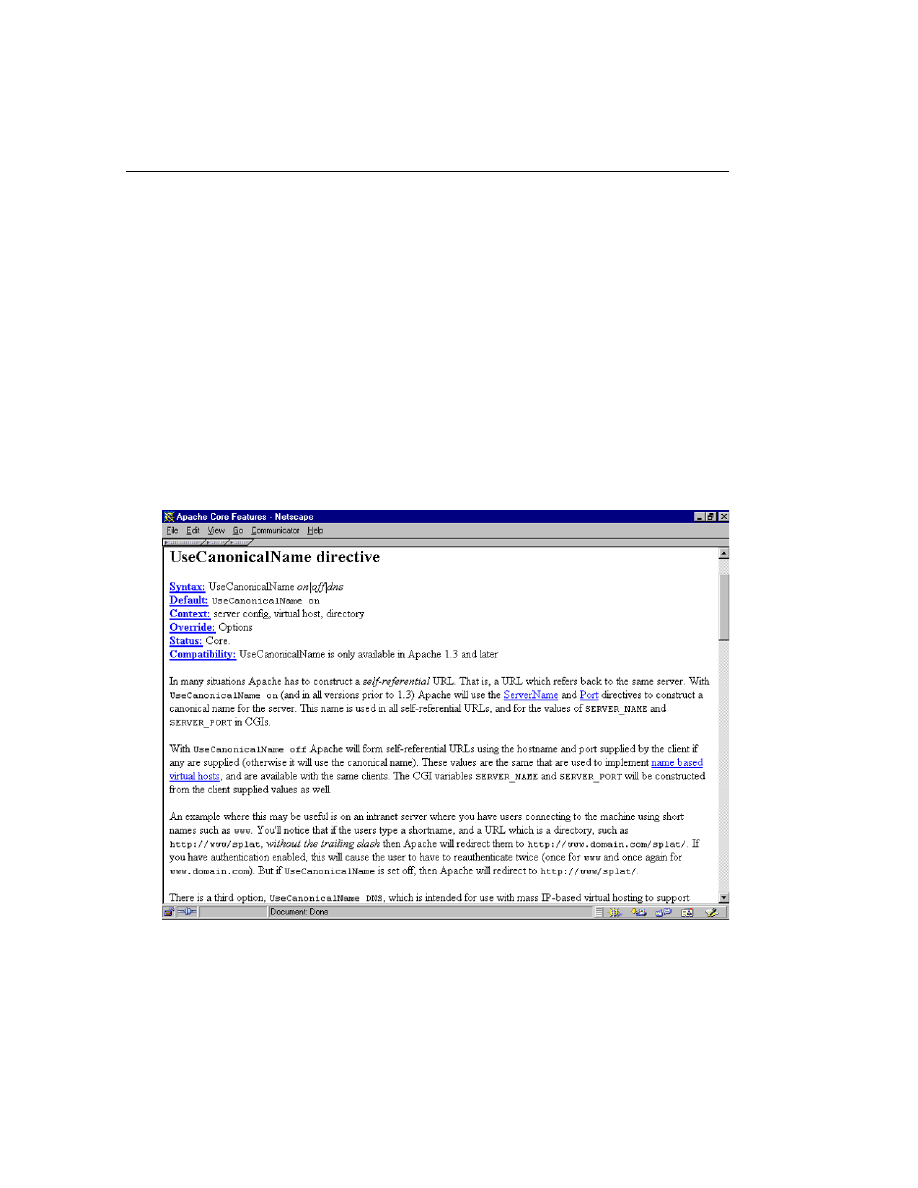 Apache Core Features - Netscape
File Edit View Go Communicator Help
UseCanonicalName directive
Syntax: UseCanonicalName on|off|dns
Default: UseCanonicalName on
Context: server config, virtual host, directory
Override: Options
Status: Core.
Compatibility: UseCanonicalName is only available in Apache 1.3 and later
In many situations Apache has to construct a self-referential URL. That is, a URL which refers back to the same server. With
UseCanonicalName on (and in all versions prior to 1.3) Apache will use the ServerName and Port directives to construct a
canonical name for the server. This name is used in all self-referential URLs, and for the values of SERVER_NAME and
SERVER_PORT in CGIs.
With UseCanonicalName off Apache will form self-referential URLs using the hostname and port supplied by the client if
any are supplied (otherwise it will use the canonical name). These values are the same that are used to implement name based
virtual hosts, and are available with the same clients. The CGI variables SERVER_NAME and SERVER_PORT will be constructed
from the client supplied values as well.
An example where this may be useful is on an intranet server where you have users connecting to the machine using short
names such as www. You'll notice that if the users type a shortname, and a URL which is a directory, such as
http://www/splat, without the trailing slash then Apache will redirect them to http://www.domain.com/splat/. If
you have authentication enabled, this will cause the user to have to reauthenticate twice (once for www and once again for
www.domain.com). But if UseCanonicalName is set off, then Apache will redirect to http://www/splat/.
There is a third option, UseCanonicalName DNS, which is intended for use with mass IP-based virtual hosting to support
Document: Done